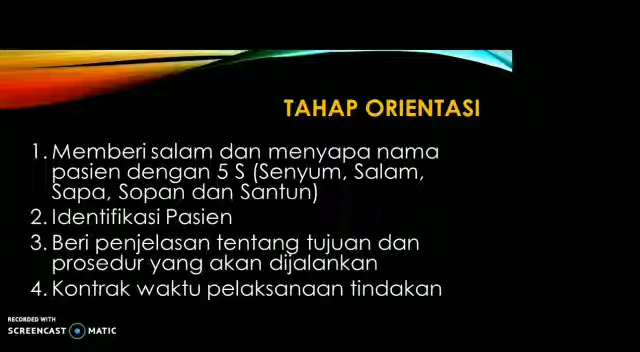 TAHAP ORIENTASI
1. Memberi salam dan menyapa nama
pasien dengan 5 S (Senyum, Salam,
Sapa, Sopan dan Santun)
2. Identifikasi Pasien
3. Beri penjelasan tentang tujuan dan
prosedur yang akan dijalankan
4. Kontrak waktu pelaksanaan tindakan
RECORDED WITH
SCREENCAST MATIC